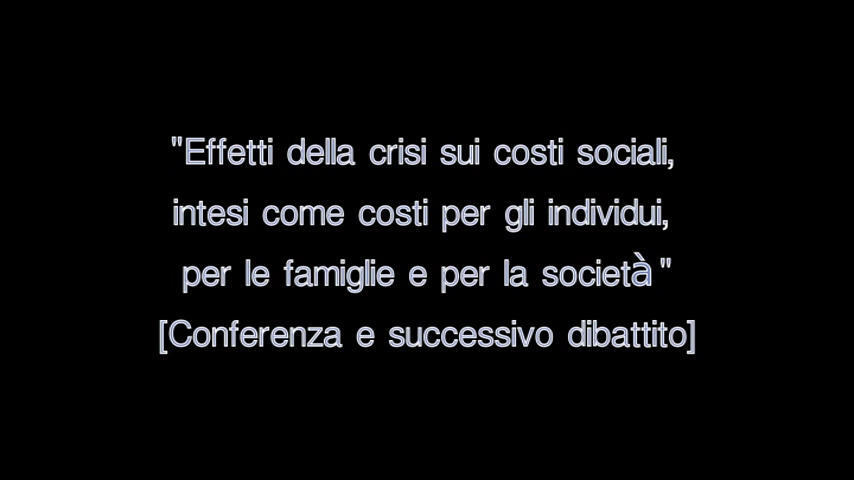 "Effetti della crisi sui costi sociali,
intesi come costi per gli individui,
per le famiglie e per la società"
[Conferenza e successivo dibattito]